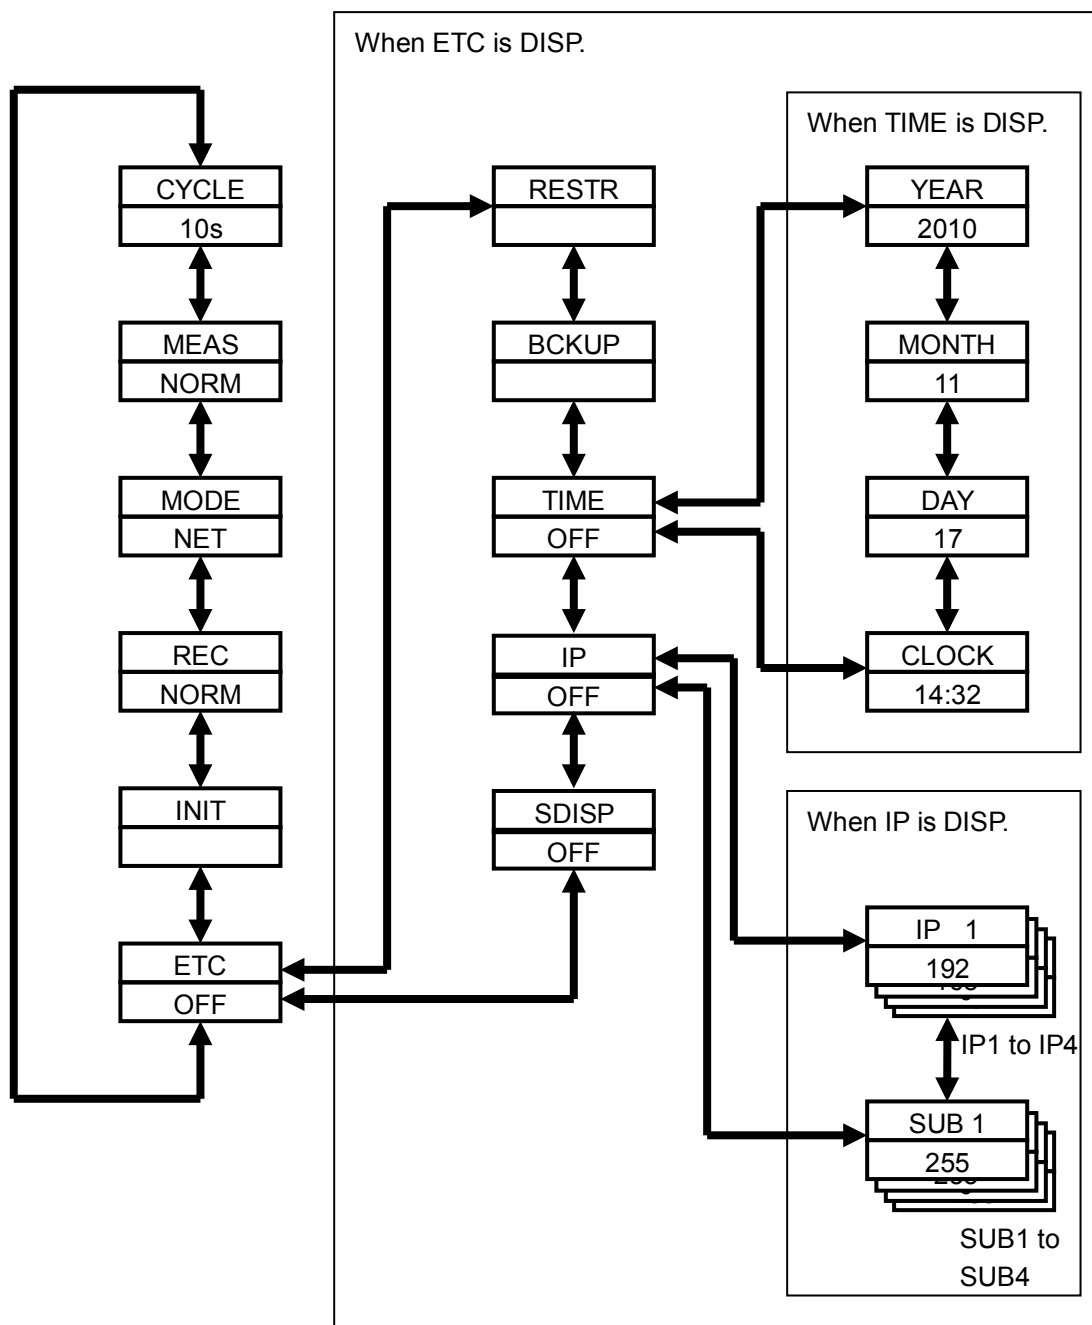 When ETC is DISP.
When TIME is DISP.
CYCLE
10s
MEAS
NORM
MODE
NET
REC
NORM
INIT
ETC
OFF
RESTR
BCKUP
TIME
OFF
IP
OFF
SDISP
OFF
YEAR
2010
MONTH
11
DAY
17
CLOCK
14:32
When IP is DISP.
IP 1
192
IP1 to IP4
SUB 1
255
SUB1 to
SUB4